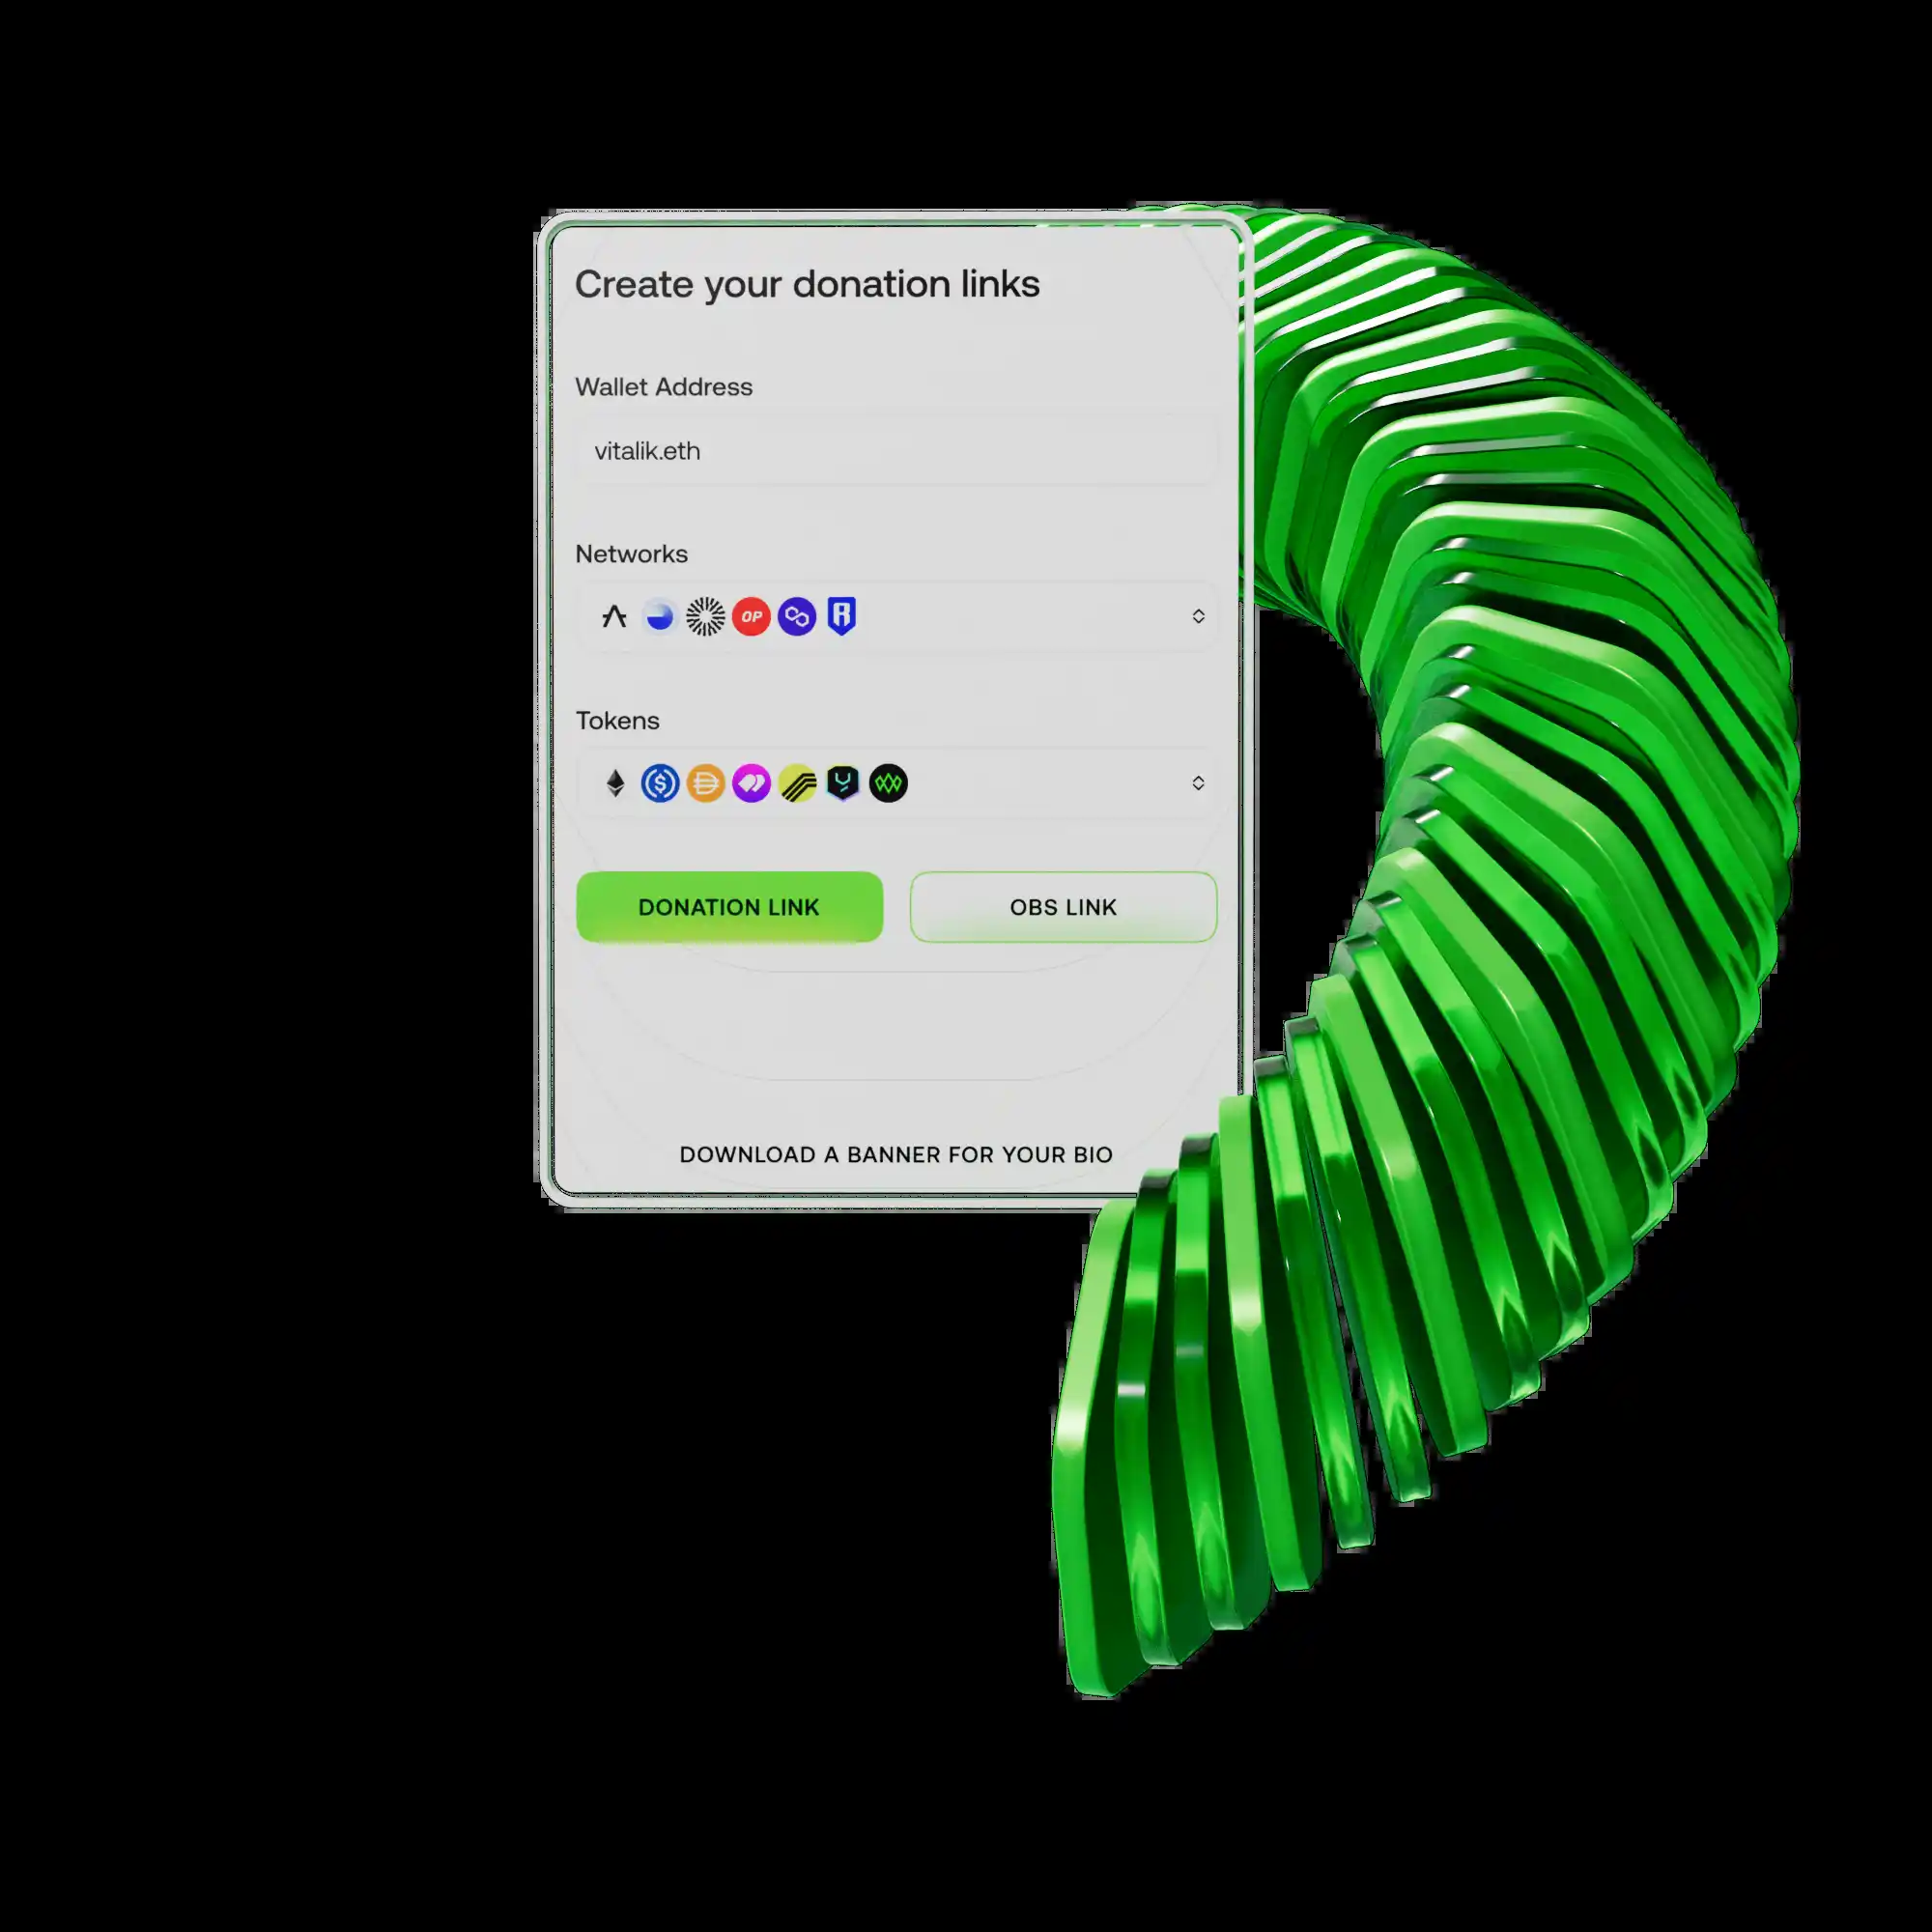 Create your donation links
Wallet Address
vitalik.eth
Networks
OP
Tokens
DONATION LINK
OBS LINK
DOWNLOAD A BANNER FOR YOUR BIO